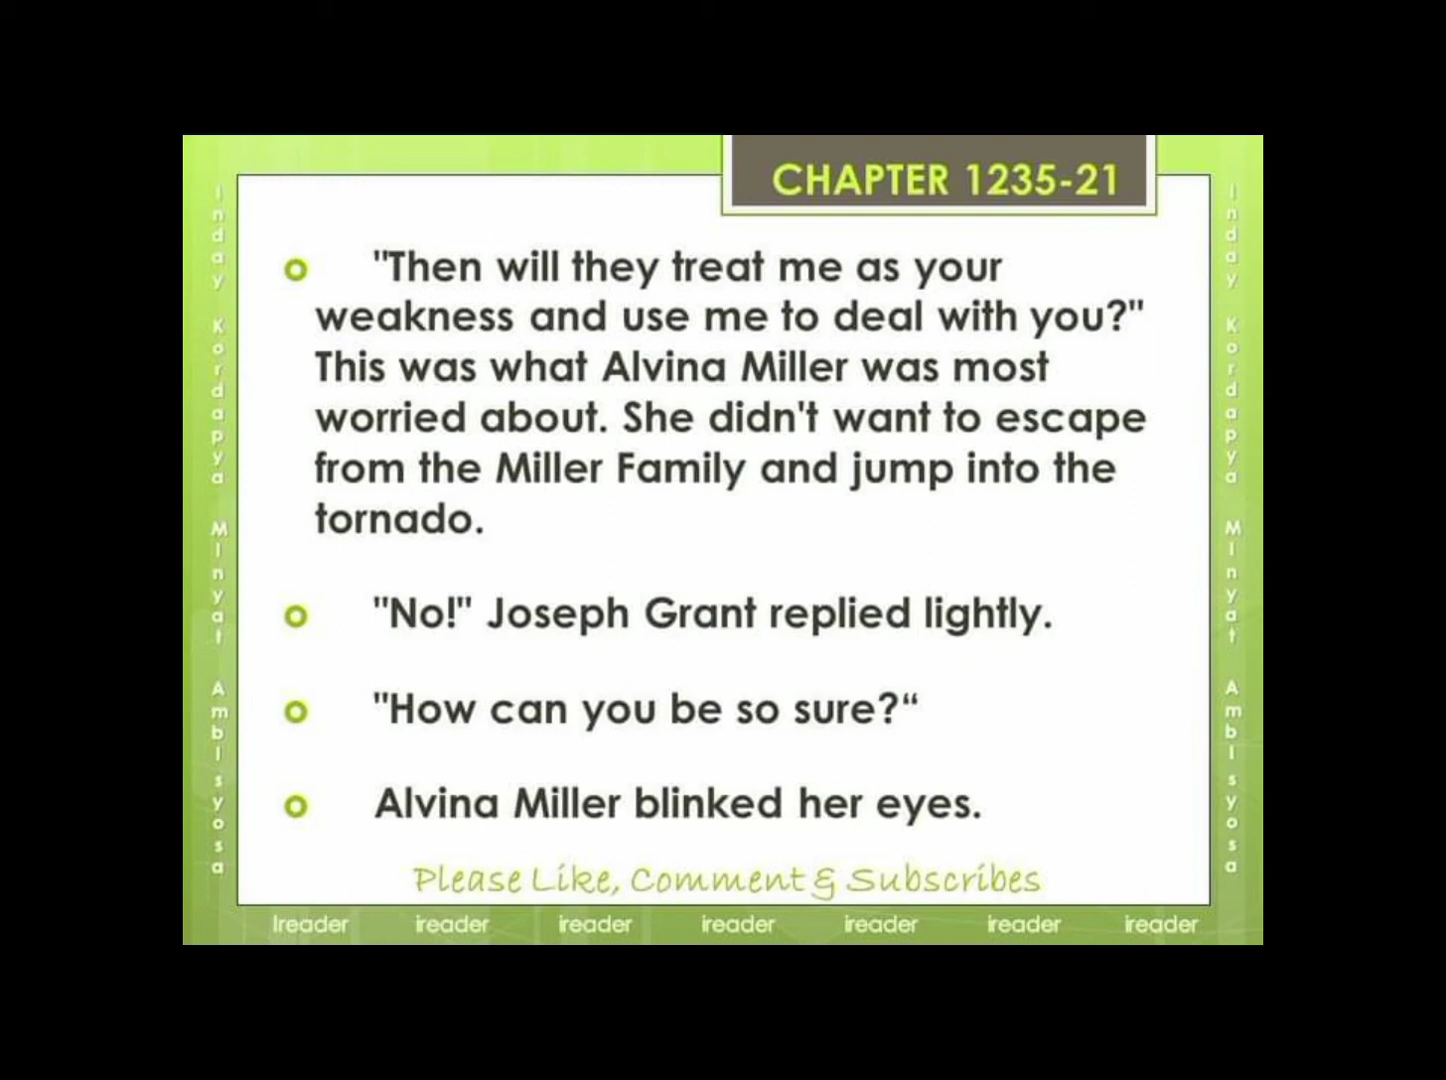 CHAPTER 1235-21
"Then will they treat me as your
weakness and use me to deal with you?"
This was what Alvina Miller was most
worried about. She didn't want to escape
from the Miller Family and jump into the
tornado.
"No!" Joseph Grant replied lightly.
"How can you be so sure?“
Alvina Miller blinked her eyes.
Please Like, Comment & Subscribes
Ireader ireader ireader ireader ireader ireader ireader
Inday Kordapya MInyat AmbIsyosa
Inday Kordapya MInyat AmbIsyosa